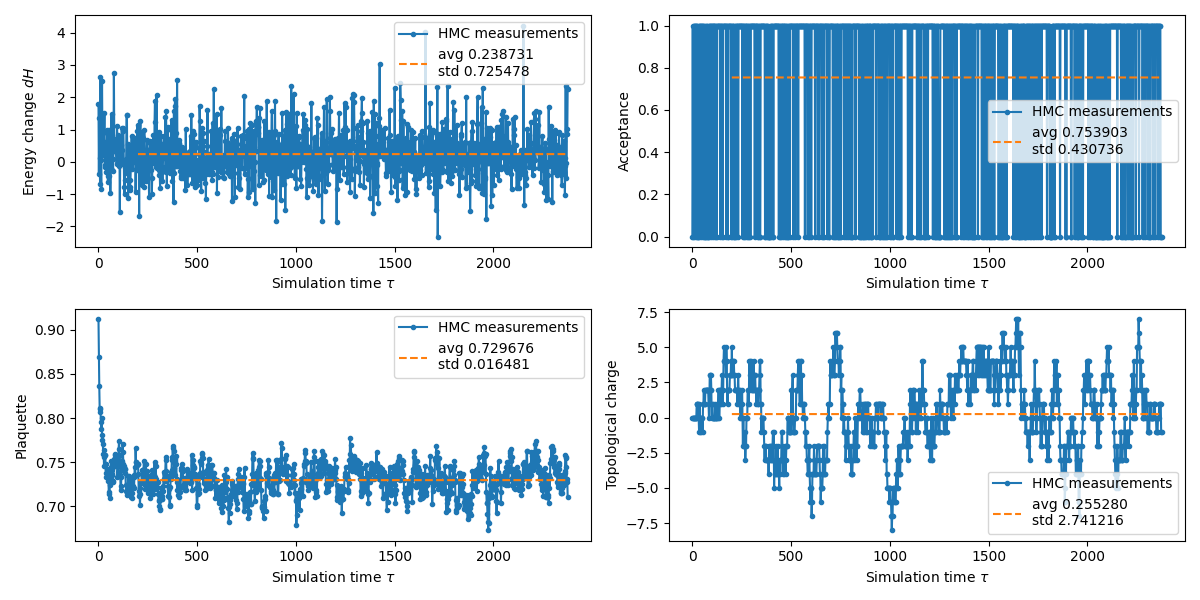 Energy change dH
4
3
2
1
0
−1
−2
HMC measurements
avg 0.238731
std 0.725478
0 500 1000 1500 2000
Simulation time τ
Acceptance
1.0
0.8
0.6
0.4
0.2
0.0
HMC measurements
avg 0.753903
std 0.430736
0 500 1000 1500 2000
Simulation time τ
Plaquette
0.90
0.85
0.80
0.75
0.70
HMC measurements
avg 0.729676
std 0.016481
0 500 1000 1500 2000
Simulation time τ
Topological charge
7.5
5.0
2.5
0.0
−2.5
−5.0
−7.5
HMC measurements
avg 0.255280
std 2.741216
0 500 1000 1500 2000
Simulation time τ